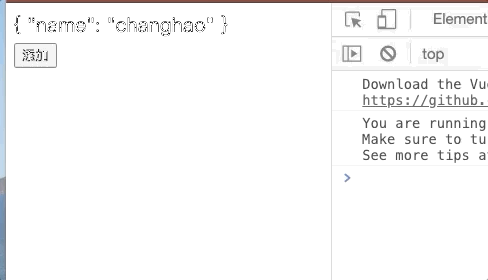 { "name": "changhao" }
添加
Element
top
Download the Vue
https://github.
You are running
Make sure to tu
See more tips a